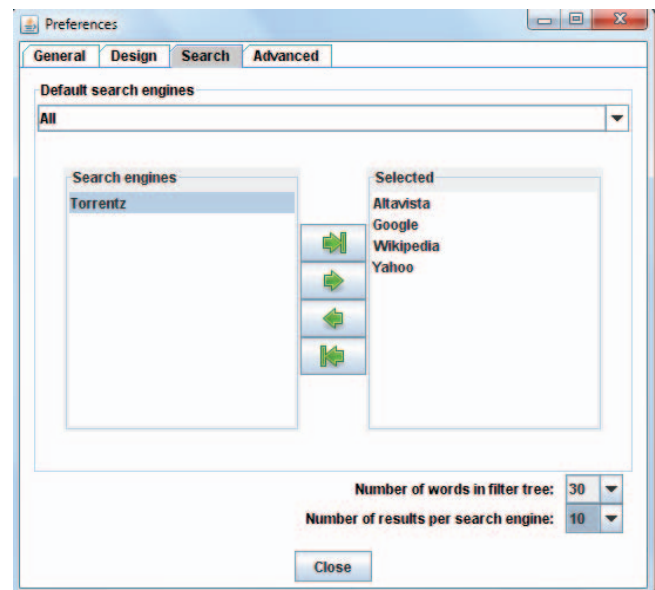 Preferences
General Design Search Advanced
Default search engines
All
Search engines
Torrentz
Selected
Altavista
Google
Wikipedia
Yahoo
Number of words in filter tree: 30
Number of results per search engine: 10
Close